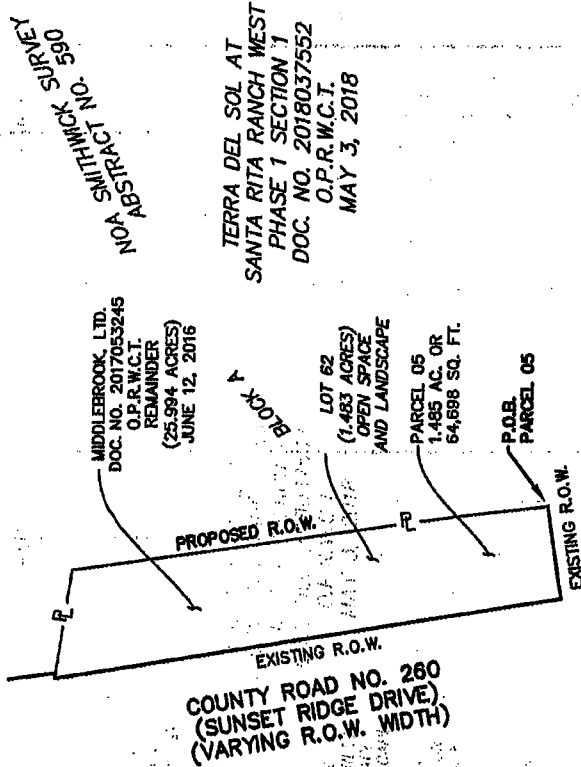 NOA SMITHWICK SURVEY
ABSTRACT NO. 590
TERRA DEL SOL AT
SANTA RITA RANCH WEST
PHASE 1 SECTION 1
DOC. NO. 2018037552
O.P.R.W.C.T.
MAY 3, 2018
MIDDLEBROOK, LTD.
DOC. NO. 2017053245
O.P.R.W.C.T.
REMAINDER
(25.994 ACRES)
JUNE 12, 2016
BLOCK A
LOT 62
(1.483 ACRES)
OPEN SPACE
AND LANDSCAPE
PARCEL 05
1.485 AC. OR
64,698 SQ. FT.
P.O.B.
PARCEL 05
PL
PROPOSED R.O.W.
PL
EXISTING R.O.W.
EXISTING R.O.W.
COUNTY ROAD NO. 260
(SUNSET RIDGE DRIVE)
(VARYING R.O.W. WIDTH)